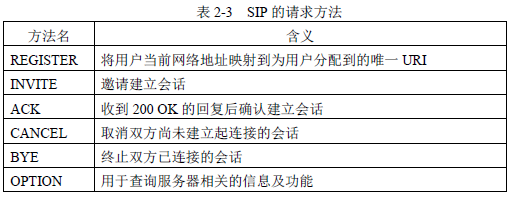 表 2-3 SIP 的请求方法
方法名 含义
REGISTER 将用户当前网络地址映射到为用户分配到的唯一 URI
INVITE 邀请建立会话
ACK 收到 200 OK 的回复后确认建立会话
CANCEL 取消双方尚未建立起连接的会话
BYE 终止双方已连接的会话
OPTION 用于查询服务器相关的信息及功能